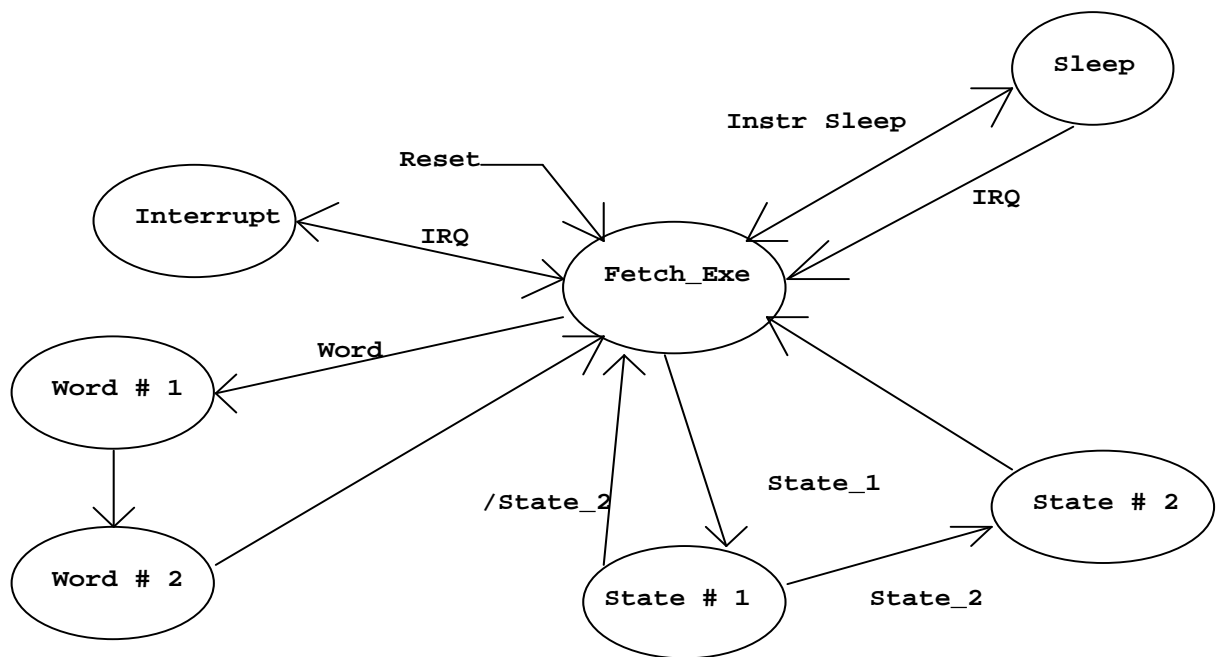 Sleep
Instr Sleep
Reset
Interrupt
IRQ
IRQ
Fetch_Exe
Word
Word # 1
State_1
/State_2
State # 2
Word # 2
State # 1
State_2